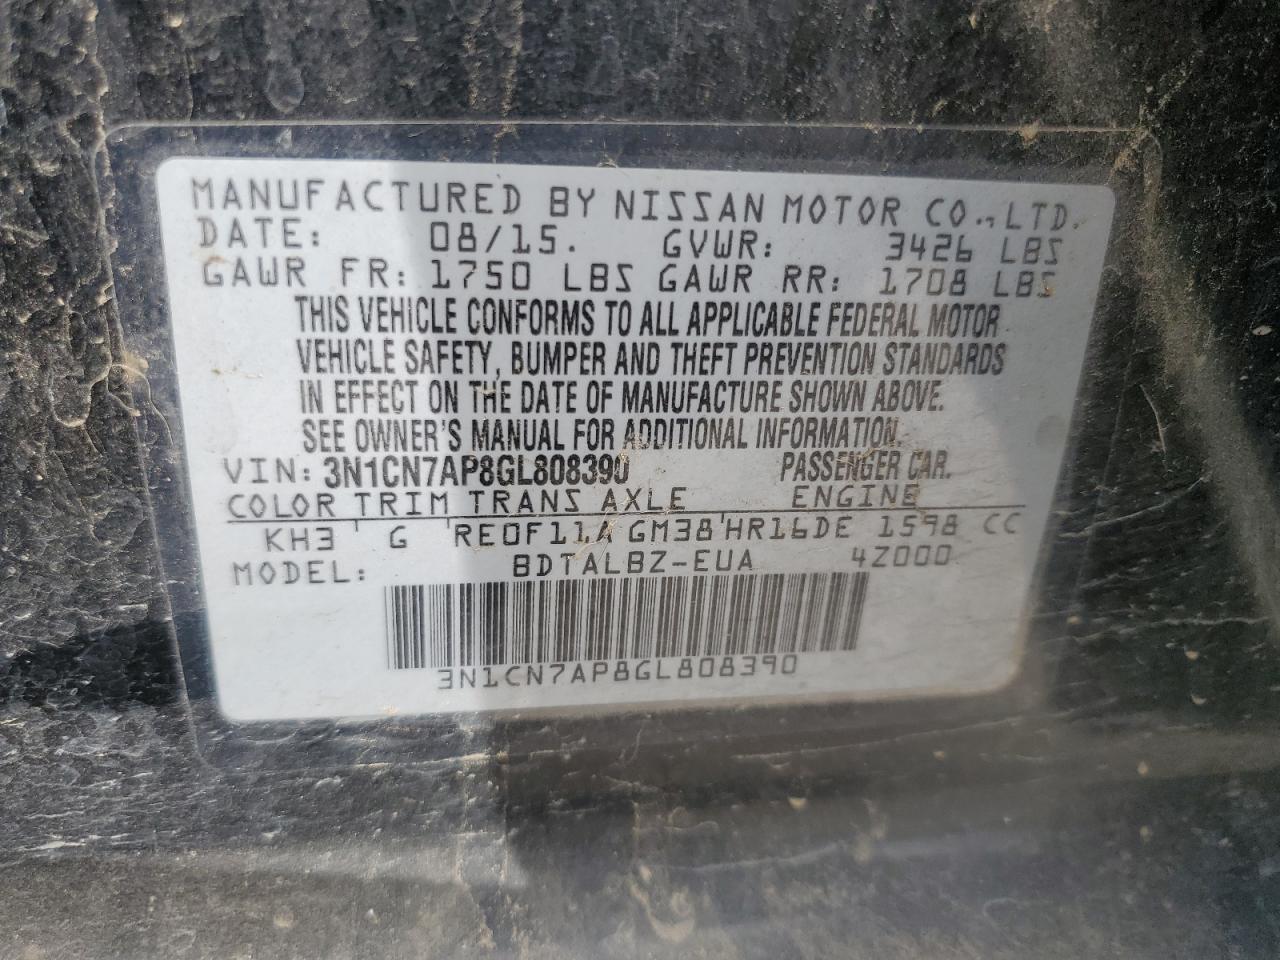 MANUFACTURED BY NISSAN MOTOR CO., LTD.
DATE: 08/15. GVWR: 3426 LBS
GAWR FR: 1750 LBS GAWR RR: 1708 LBS
THIS VEHICLE CONFORMS TO ALL APPLICABLE FEDERAL MOTOR
VEHICLE SAFETY, BUMPER AND THEFT PREVENTION STANDARDS
IN EFFECT ON THE DATE OF MANUFACTURE SHOWN ABOVE.
SEE OWNER'S MANUAL FOR ADDITIONAL INFORMATION.
VIN: 3N1CN7AP8GL808390 PASSENGER CAR.
COLOR TRIM TRANS AXLE ENGINE
KH3 ' G ' RE0F11A GM38 ' HR16DE 1598 CC
MODEL: BDTALBZ-EUA 4Z000
3N1CN7AP8GL808390